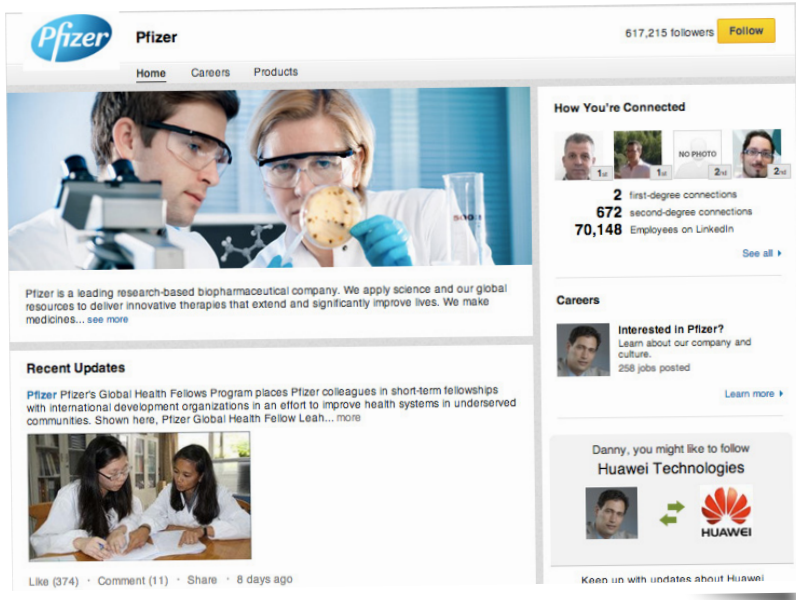 Pfizer
Pfizer
617,215 followers
Follow
Home Careers Products
Pfizer is a leading research-based biopharmaceutical company. We apply science and our global
resources to deliver innovative therapies that extend and significantly improve lives. We make
medicines... see more
Recent Updates
Pfizer Pfizer's Global Health Fellows Program places Pfizer colleagues in short-term fellowships
with international development organizations in an effort to improve health systems in underserved
communities. Shown here, Pfizer Global Health Fellow Leah... more
Like (374) · Comment (11) · Share · 8 days ago
How You're Connected
1st
1st
NO PHOTO
2nd
2nd
2 first-degree connections
672 second-degree connections
70,148 Employees on LinkedIn
See all
Careers
Interested in Pfizer?
Learn about our company and
culture.
258 jobs posted
Learn more
Danny, you might like to follow
Huawei Technologies
HUAWEI
Keep up with updates about Huawei